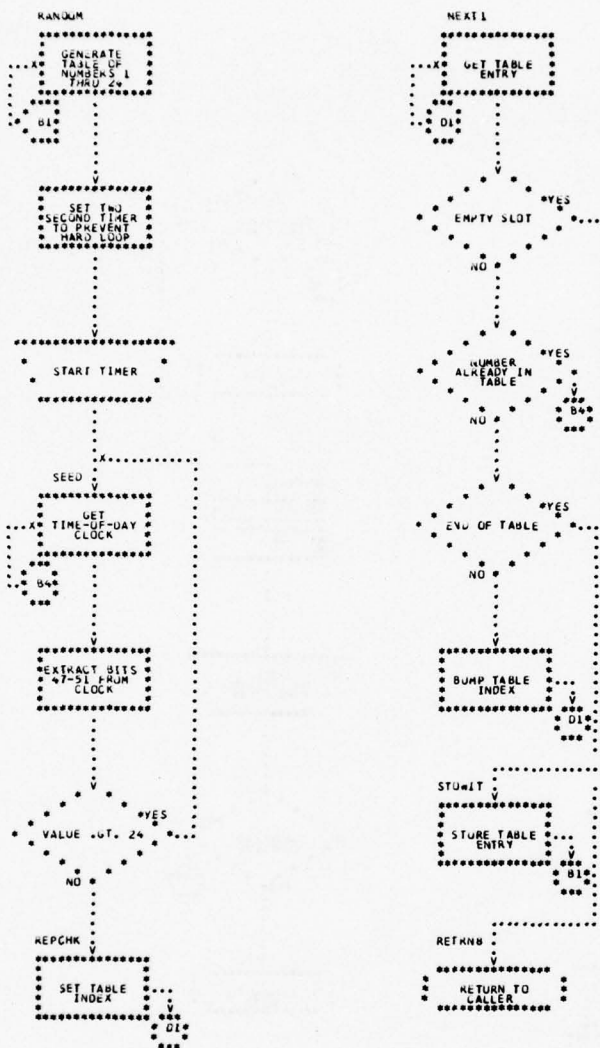 RANDOM
GENERATE
TABLE OF
NUMBERS 1
THRU 24
B1
SET TWO
SECOND TIMER
TO PREVENT
HARD LOOP
START TIMER
SEED
GET
TIME-OF-DAY
CLOCK
B4
EXTRACT BITS
47-51 FROM
CLOCK
VALUE .GT. 24
YES
NO
REPCHK
SET TABLE
INDEX
D1
NEXT1
GET TABLE
ENTRY
D1
EMPTY SLOT
YES
NO
NUMBER
ALREADY IN
TABLE
YES
B4
NO
END OF TABLE
YES
NO
BUMP TABLE
INDEX
D1
STOWIT
STORE TABLE
ENTRY
B1
RETRNB
RETURN TO
CALLER